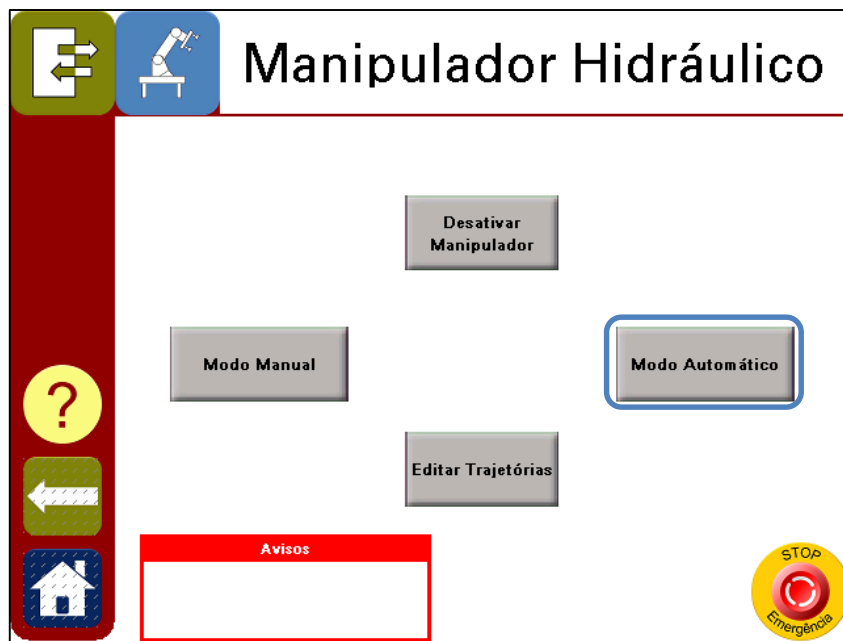 Manipulador Hidráulico
Desativar
Manipulador
Modo Manual
Modo Automático
?
Editar Trajetórias
Avisos
STOP
Emergência